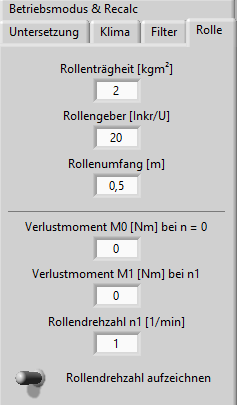 Betriebsmodus & Recalc
Untersetzung Klima Filter Rolle
Rollenträgheit [kgm²]
2
Rollengeber [Inkr/U]
20
Rollenumfang [m]
0,5
Verlustmoment M0 [Nm] bei n = 0
0
Verlustmoment M1 [Nm] bei n1
0
Rollendrehzahl n1 [1/min]
1
Rollendrehzahl aufzeichnen